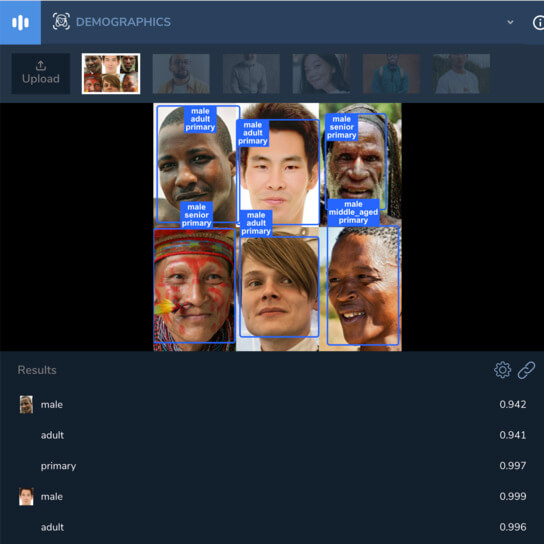 DEMOGRAPHICS
Upload
male
adult
primary
male
adult
primary
male
senior
primary
male
senior
primary
male
adult
primary
male
middle_aged
primary
Results
male 0.942
adult 0.941
primary 0.997
male 0.999
adult 0.996